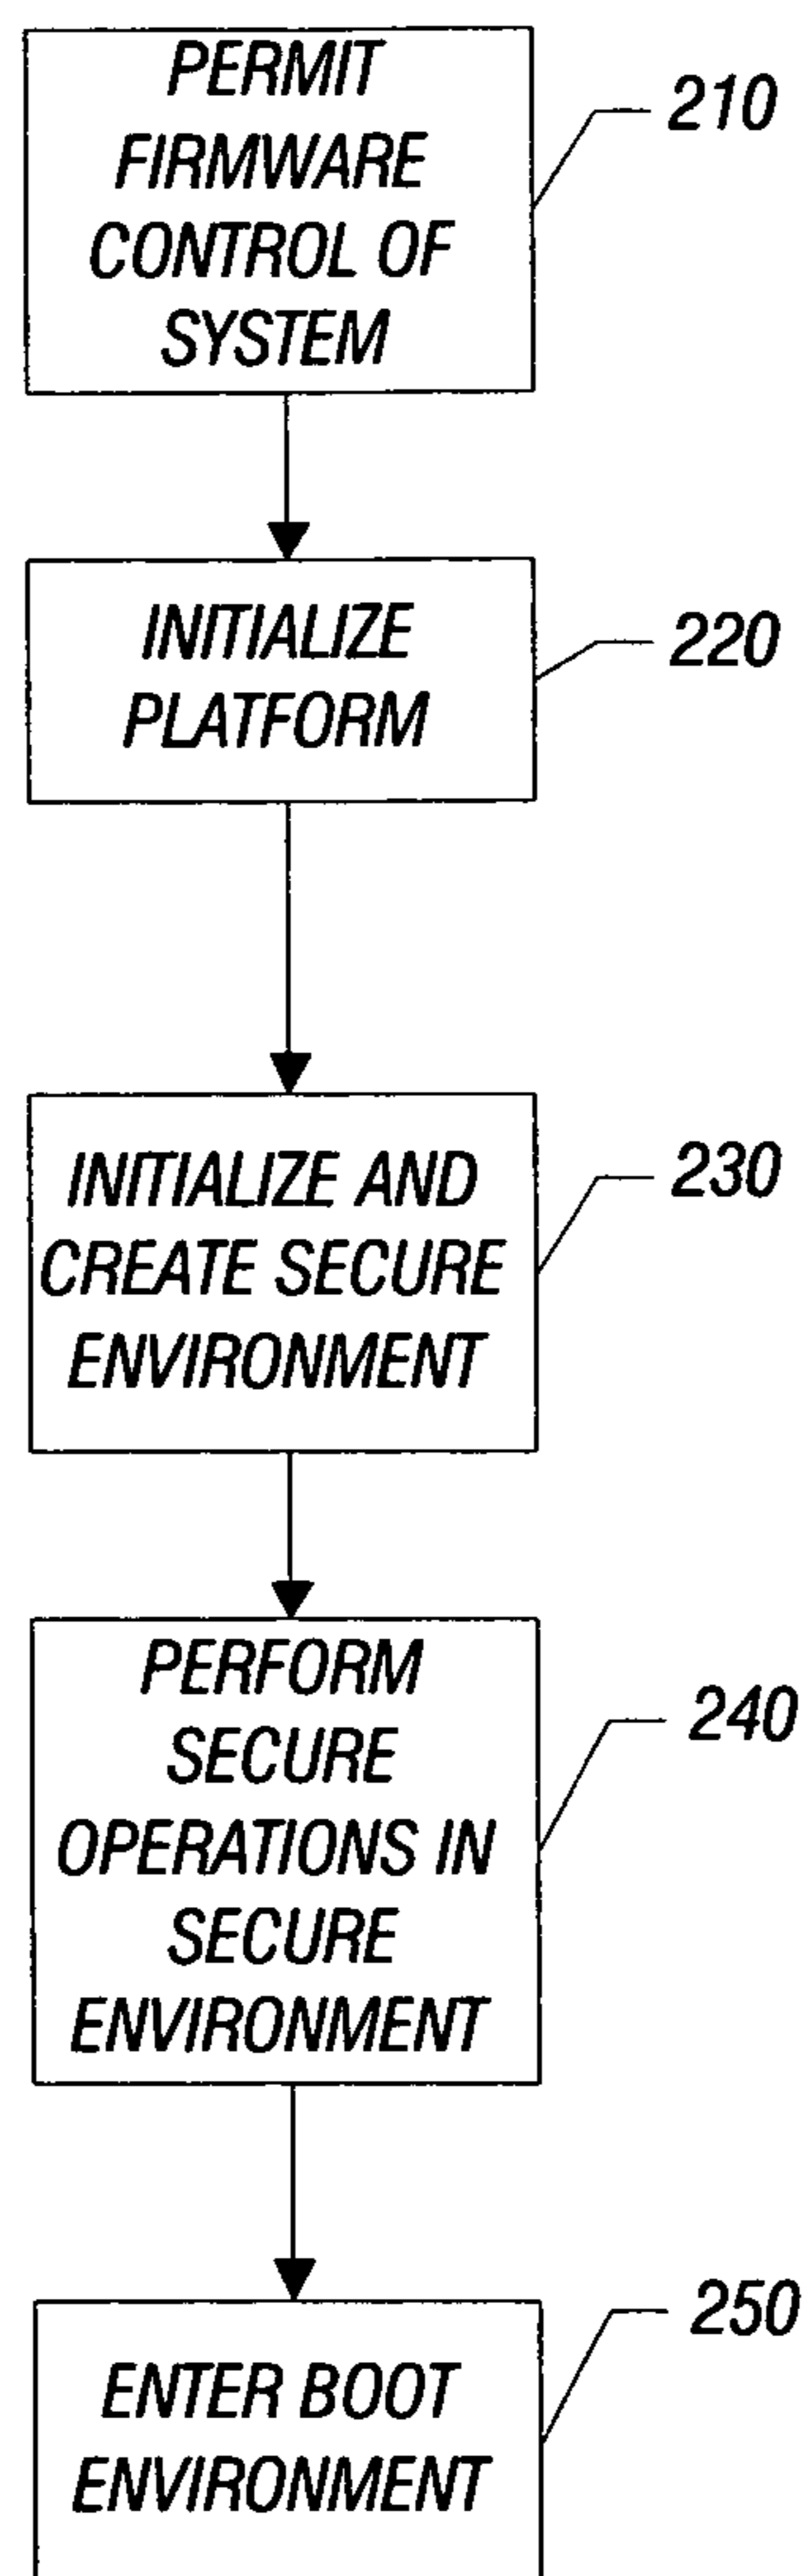 PERMIT
FIRMWARE
CONTROL OF
SYSTEM
210
INITIALIZE
PLATFORM
220
INITIALIZE AND
CREATE SECURE
ENVIRONMENT
230
PERFORM
SECURE
OPERATIONS IN
SECURE
ENVIRONMENT
240
ENTER BOOT
ENVIRONMENT
250